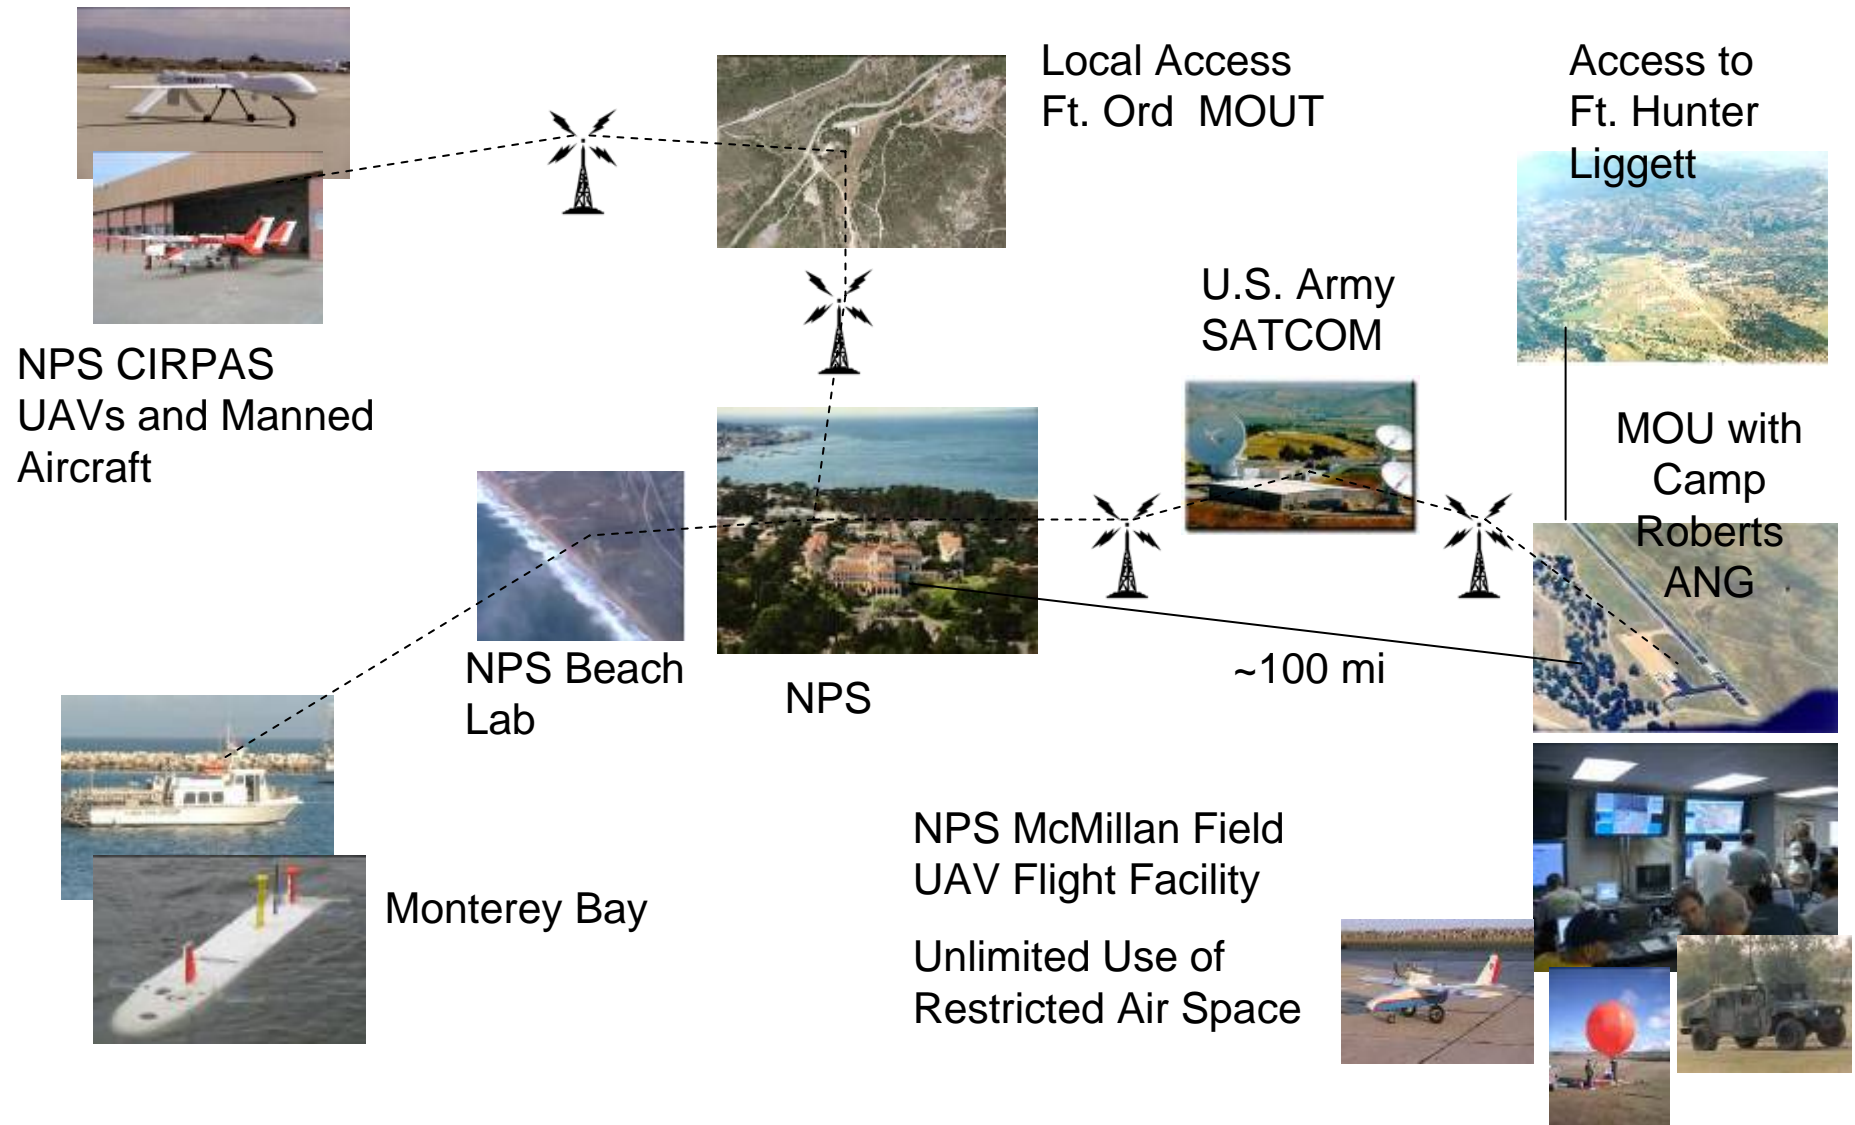 Local Access
Ft. Ord  MOUT
Access to
Ft. Hunter
Liggett
U.S. Army
SATCOM
NPS CIRPAS
UAVs and Manned
Aircraft
MOU with
Camp
Roberts
ANG
NPS Beach
Lab
NPS
~100 mi
NPS McMillan Field
UAV Flight Facility
Monterey Bay
Unlimited Use of
Restricted Air Space